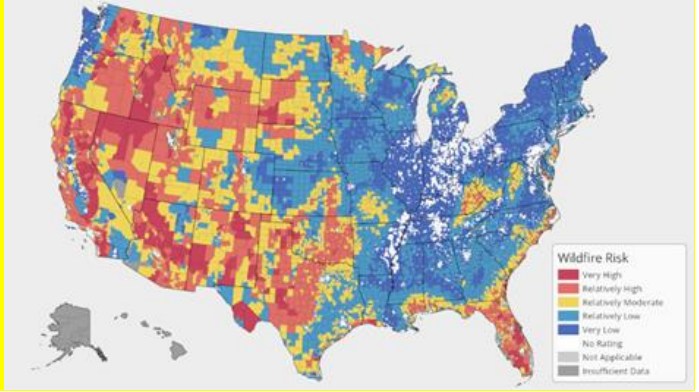 Wildfire Risk
Very High
Relatively High
Relatively Moderate
Relatively Low
Very Low
No Rating
Not Applicable
Insufficient Data